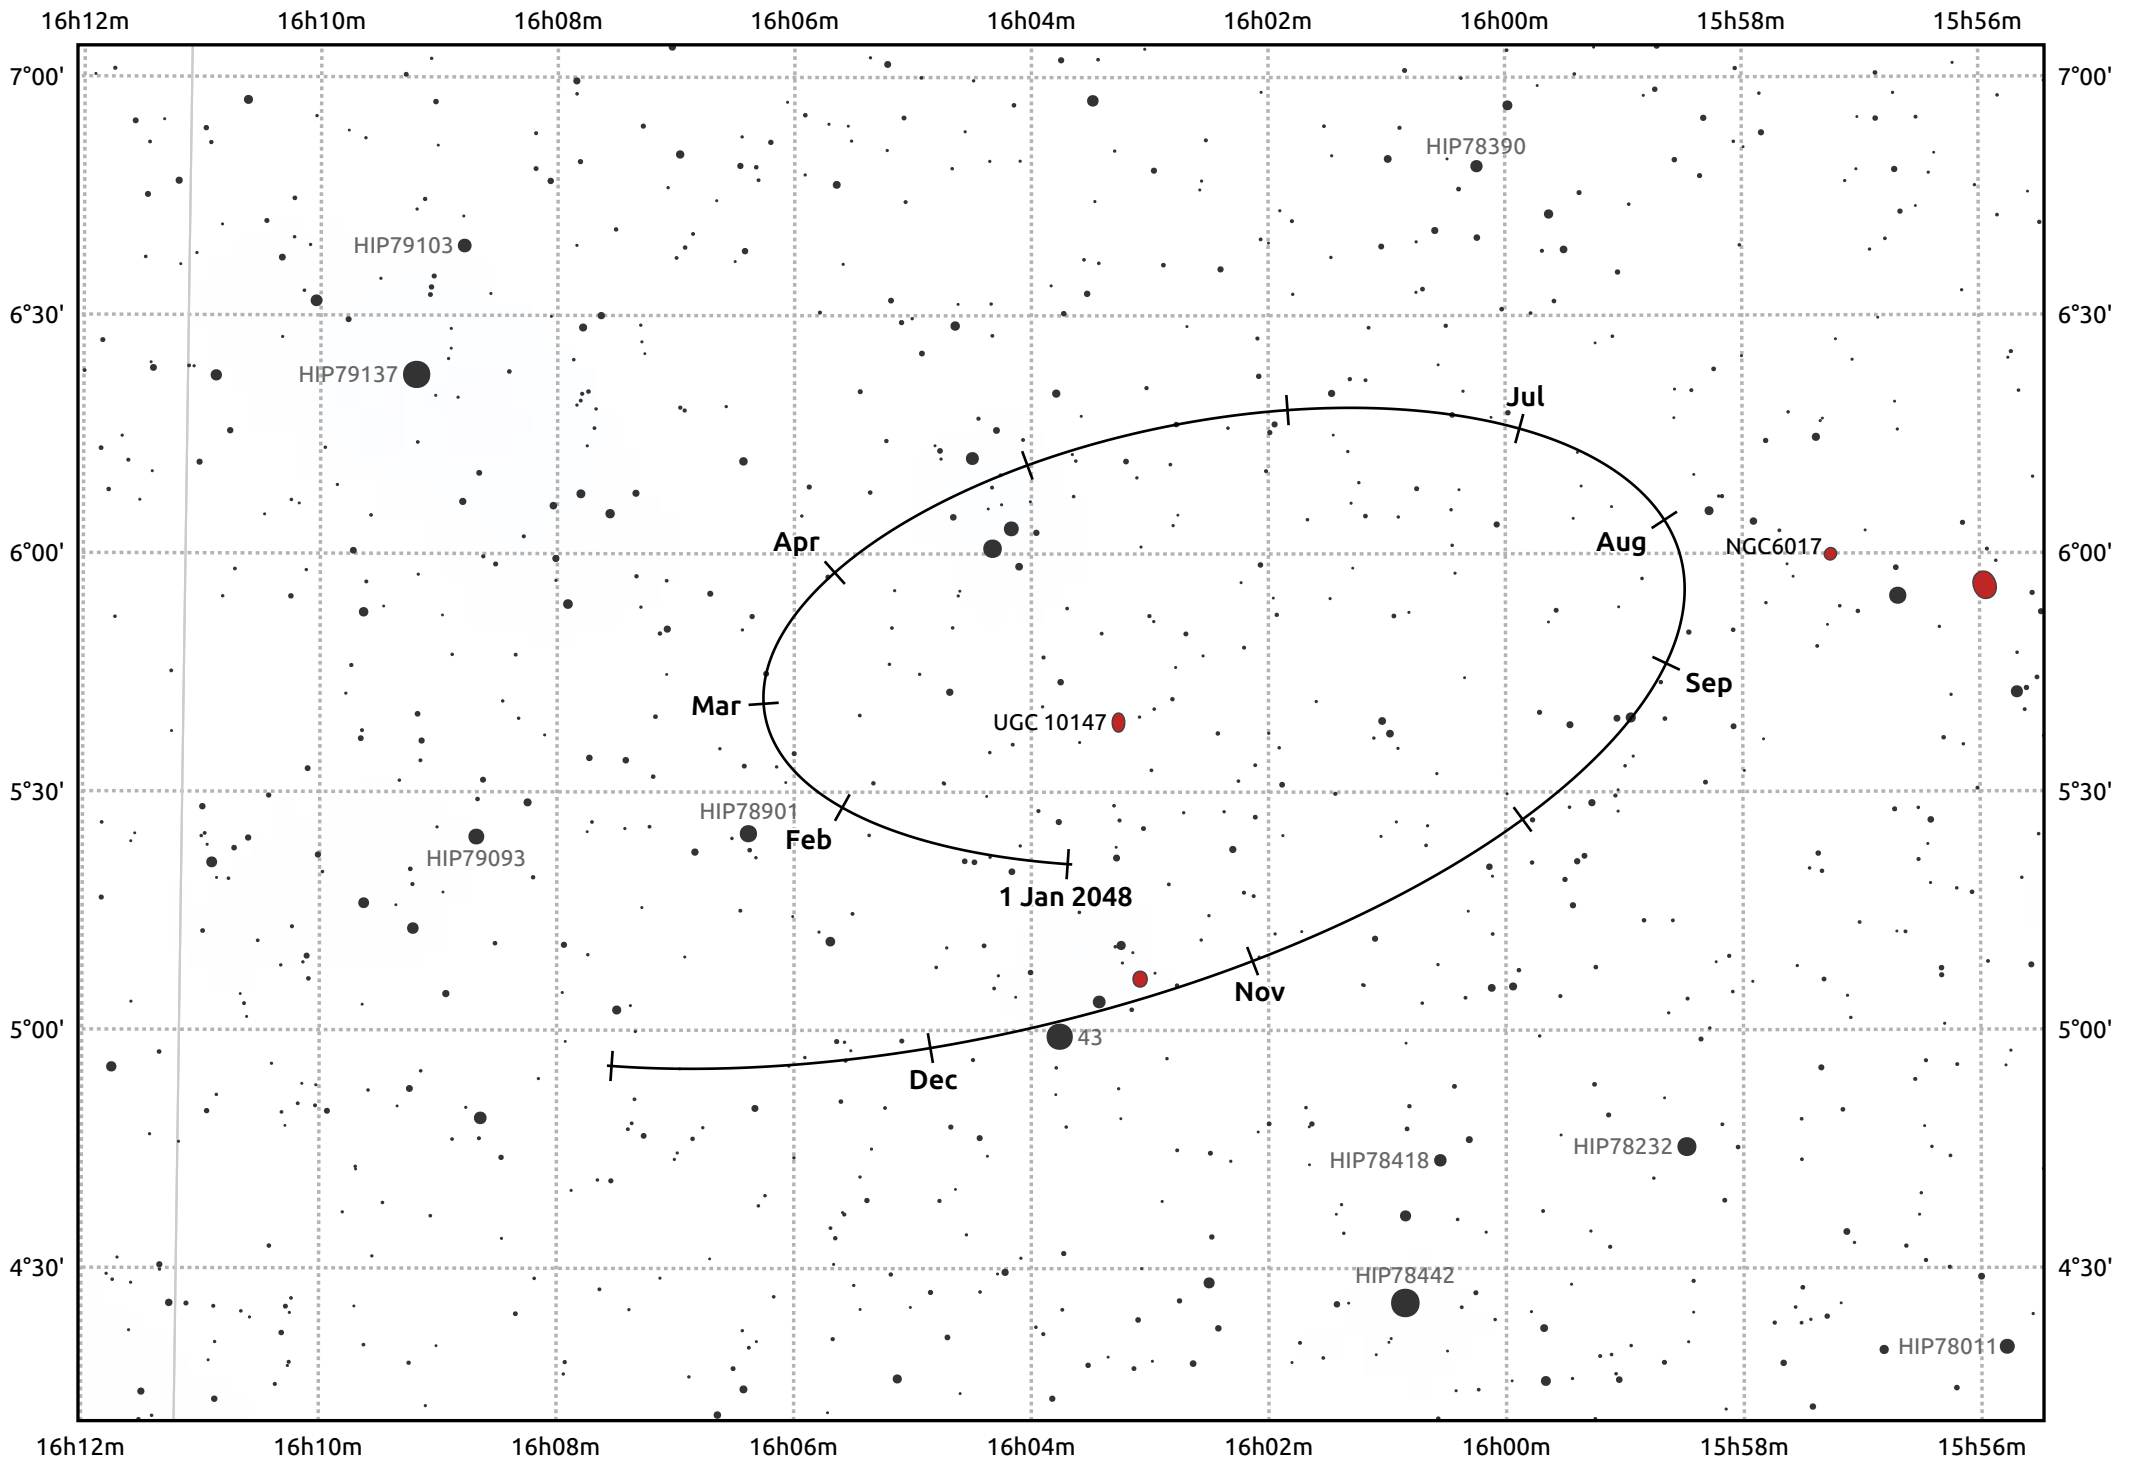 16h12m 16h10m 16h08m 16h06m 16h04m 16h02m 16h00m 15h58m 15h56m
7°00' 7°00'
HIP78390
HIP79103
6°30' 6°30'
HIP79137
Jul
Apr
Aug
NGC6017
6°00' 6°00'
Sep
Mar
UGC 10147
5°30' 5°30'
HIP78901
Feb
HIP79093
1 Jan 2048
Nov
5°00' 5°00'
43
Dec
HIP78232
HIP78418
4°30' 4°30'
HIP78442
HIP78011
16h12m 16h10m 16h08m 16h06m 16h04m 16h02m 16h00m 15h58m 15h56m